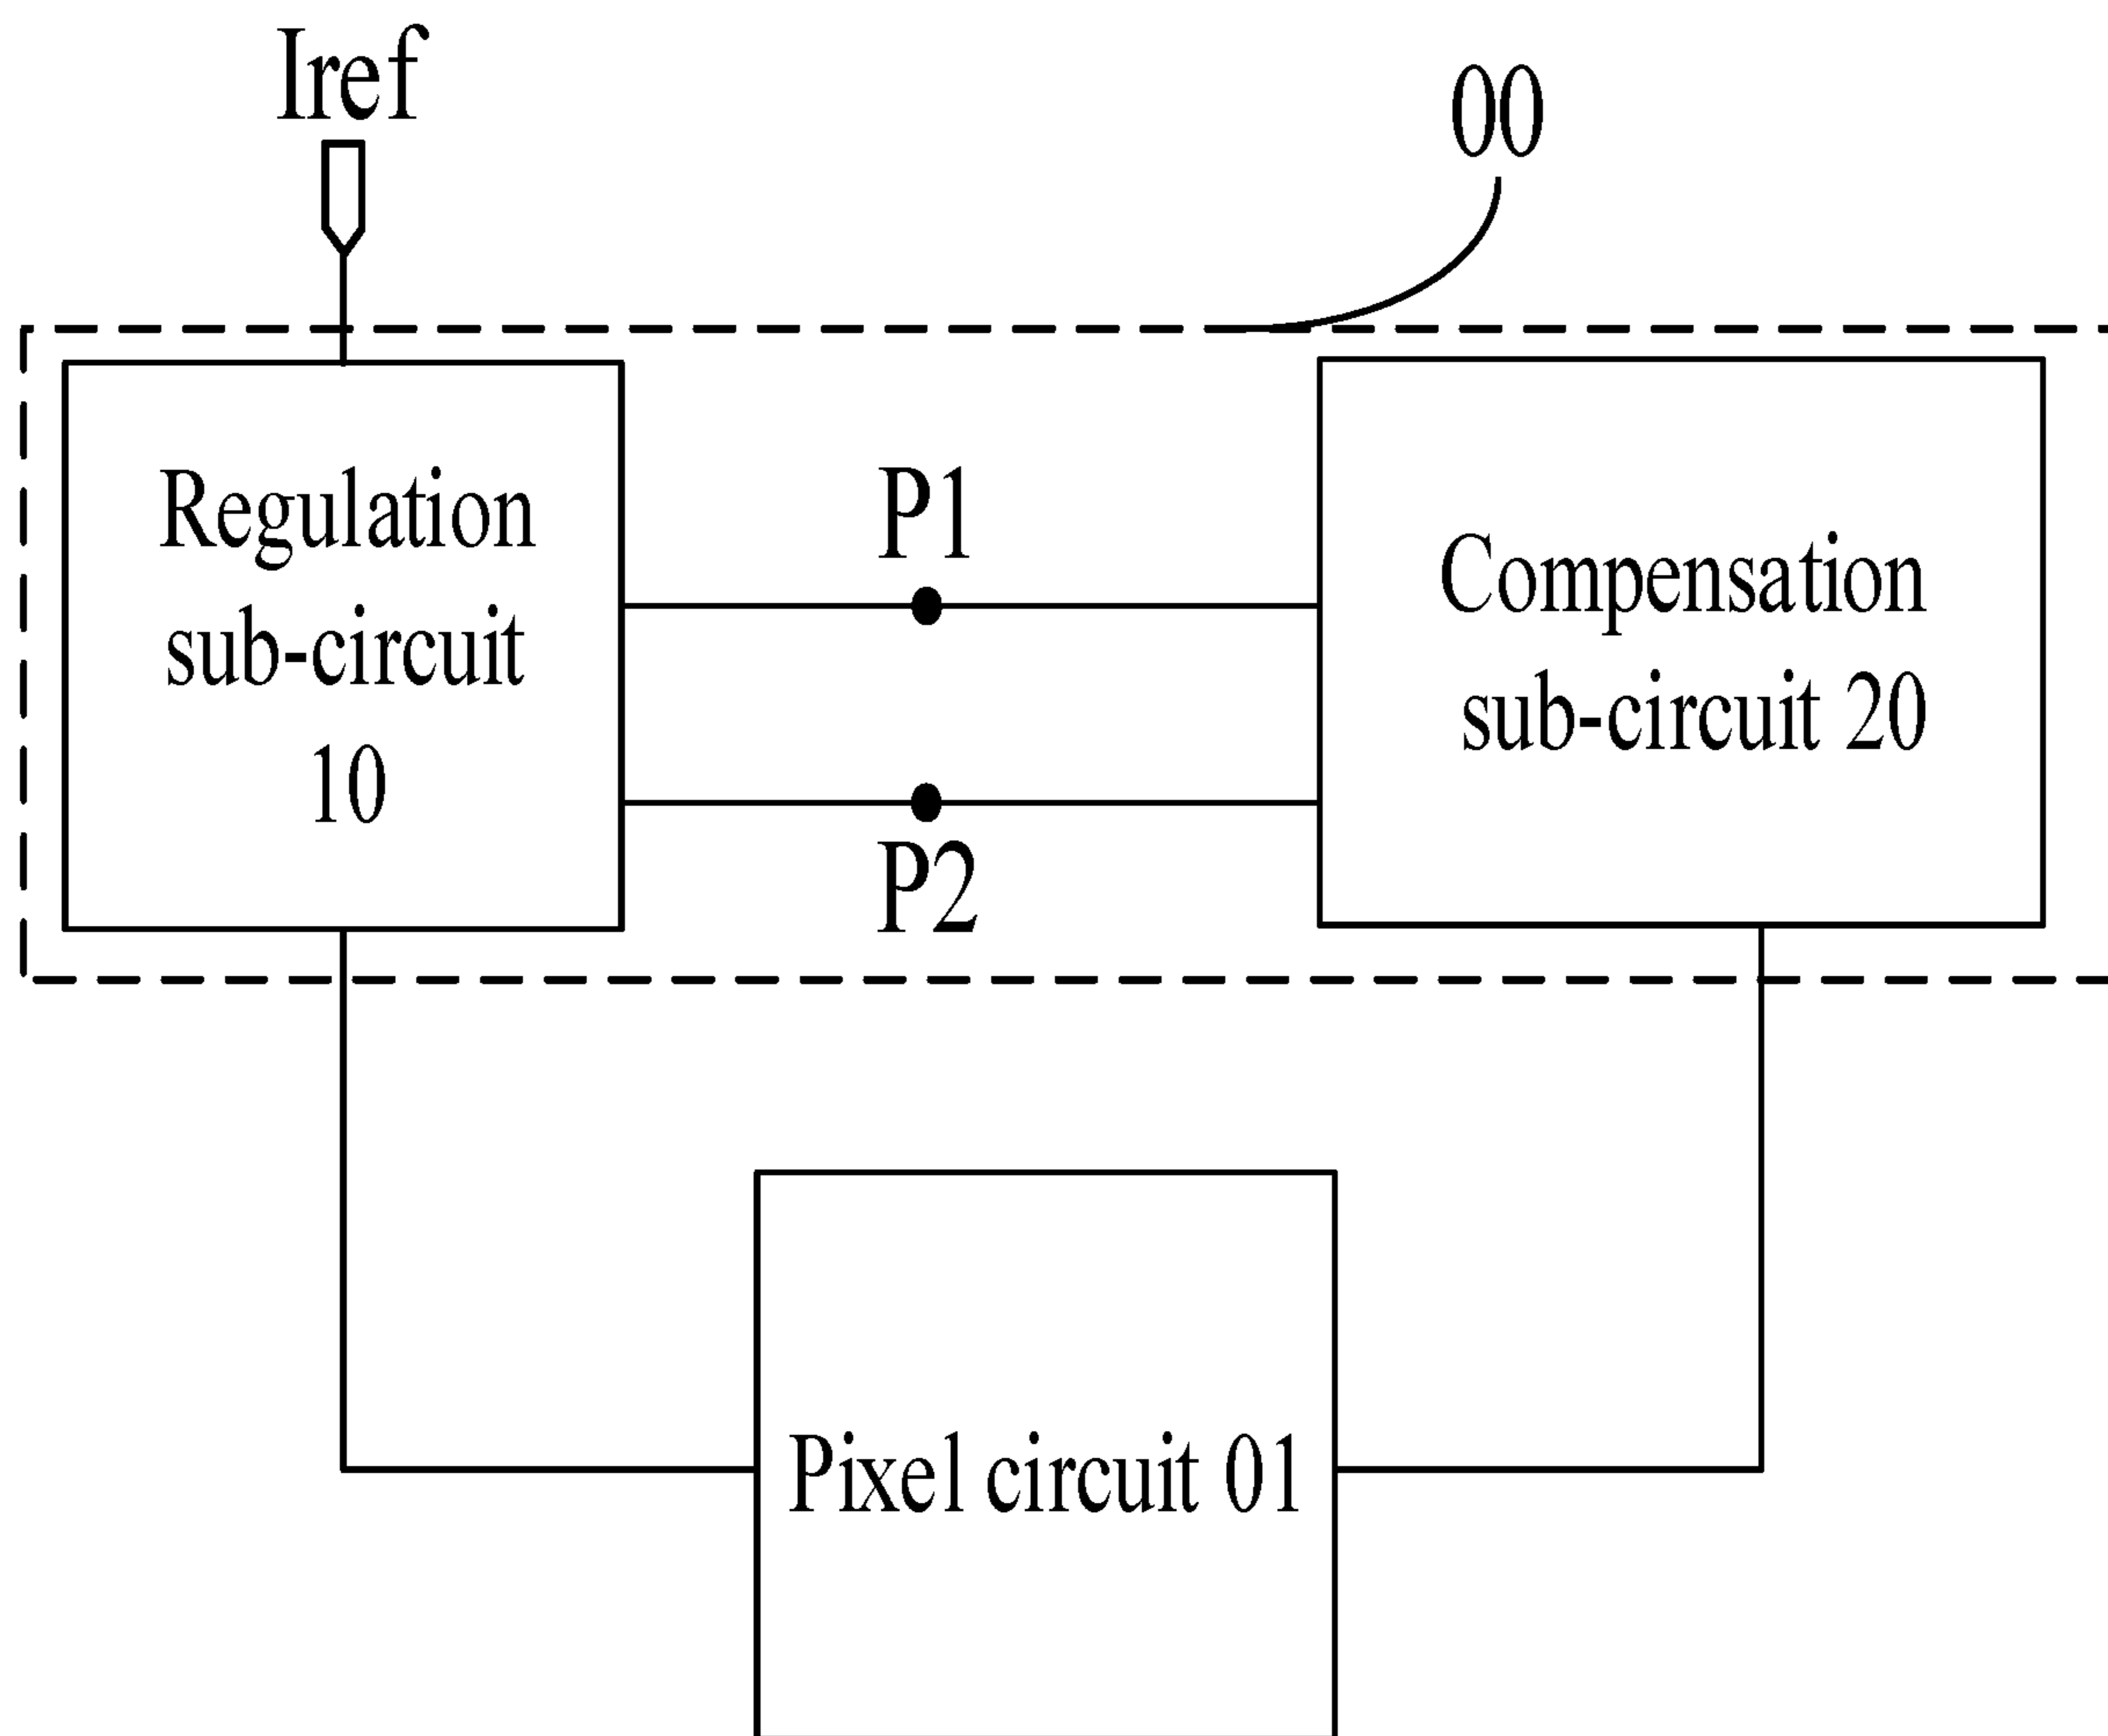 Iref
00
Regulation
sub-circuit
10
P1
P2
Compensation
sub-circuit 20
Pixel circuit 01